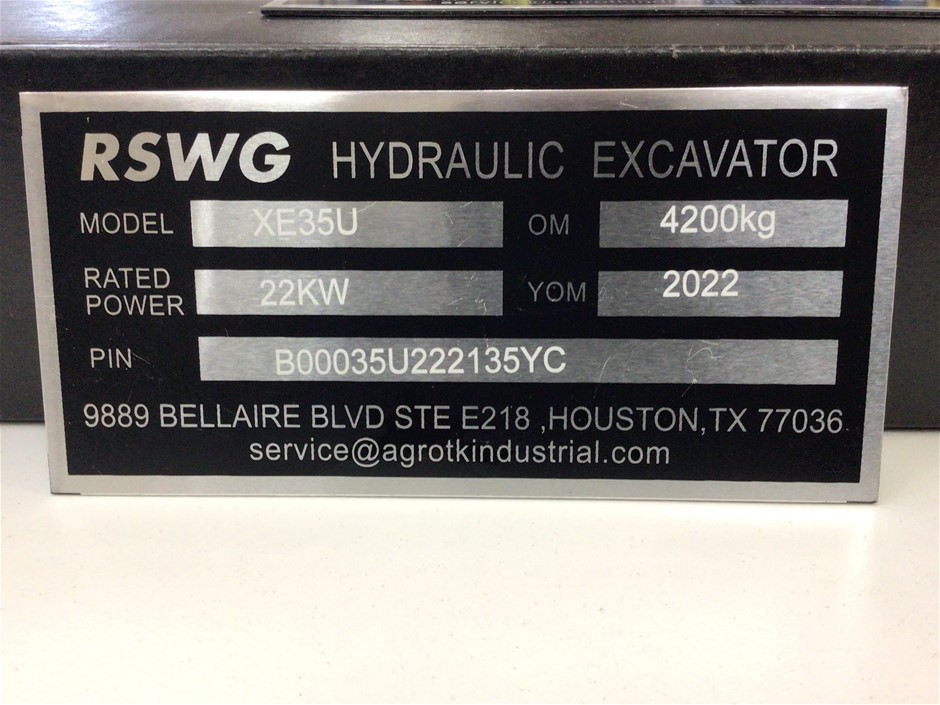 RSWG HYDRAULIC EXCAVATOR
MODEL XE35U OM 4200kg
RATED POWER 22KW YOM 2022
PIN B00035U222135YC
9889 BELLAIRE BLVD STE E218 ,HOUSTON,TX 77036
service@agrotkindustrial.com